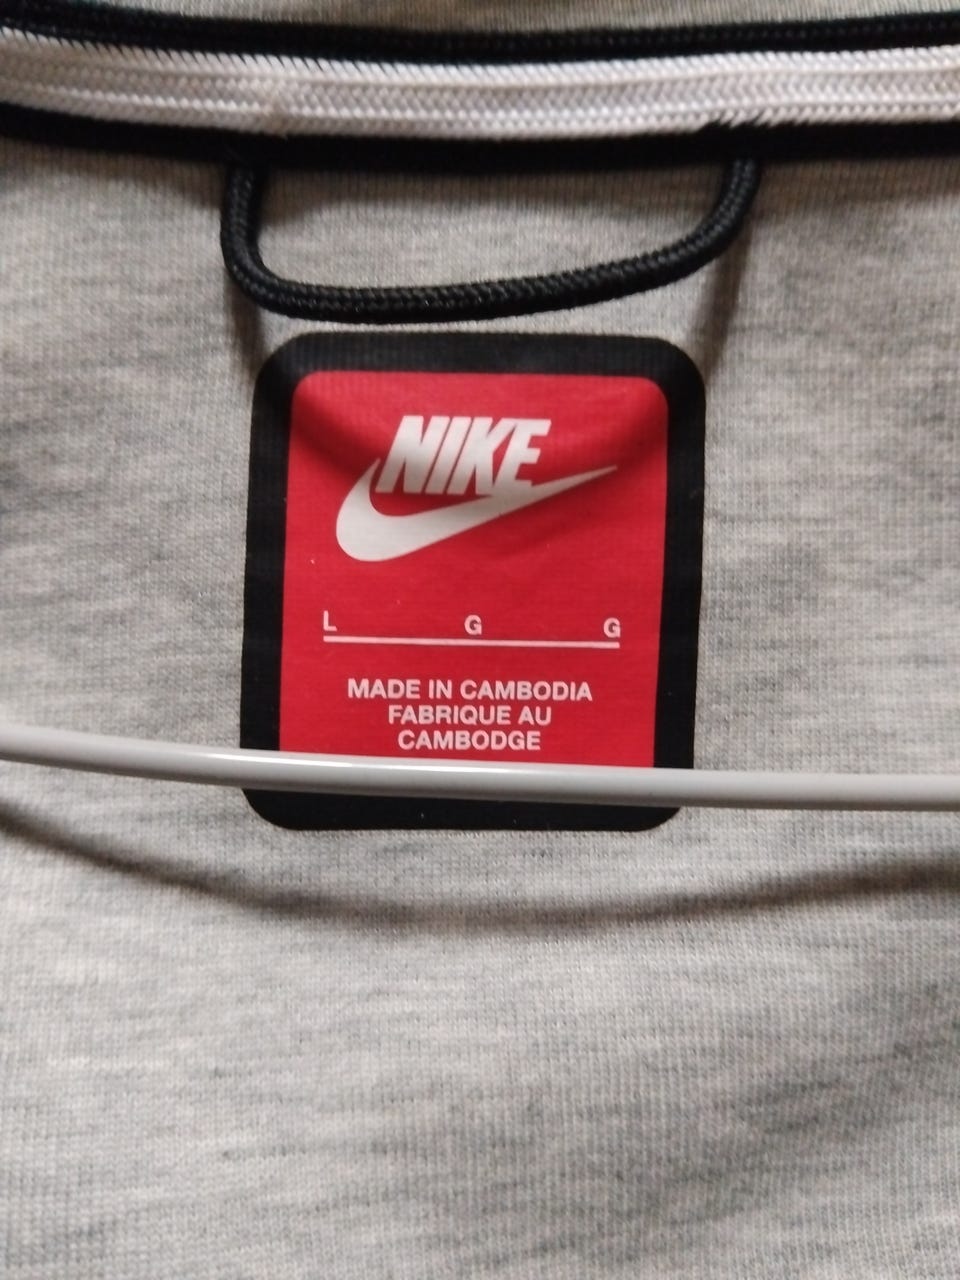 NIKE
L G G
MADE IN CAMBODIA
FABRIQUE AU
CAMBODGE